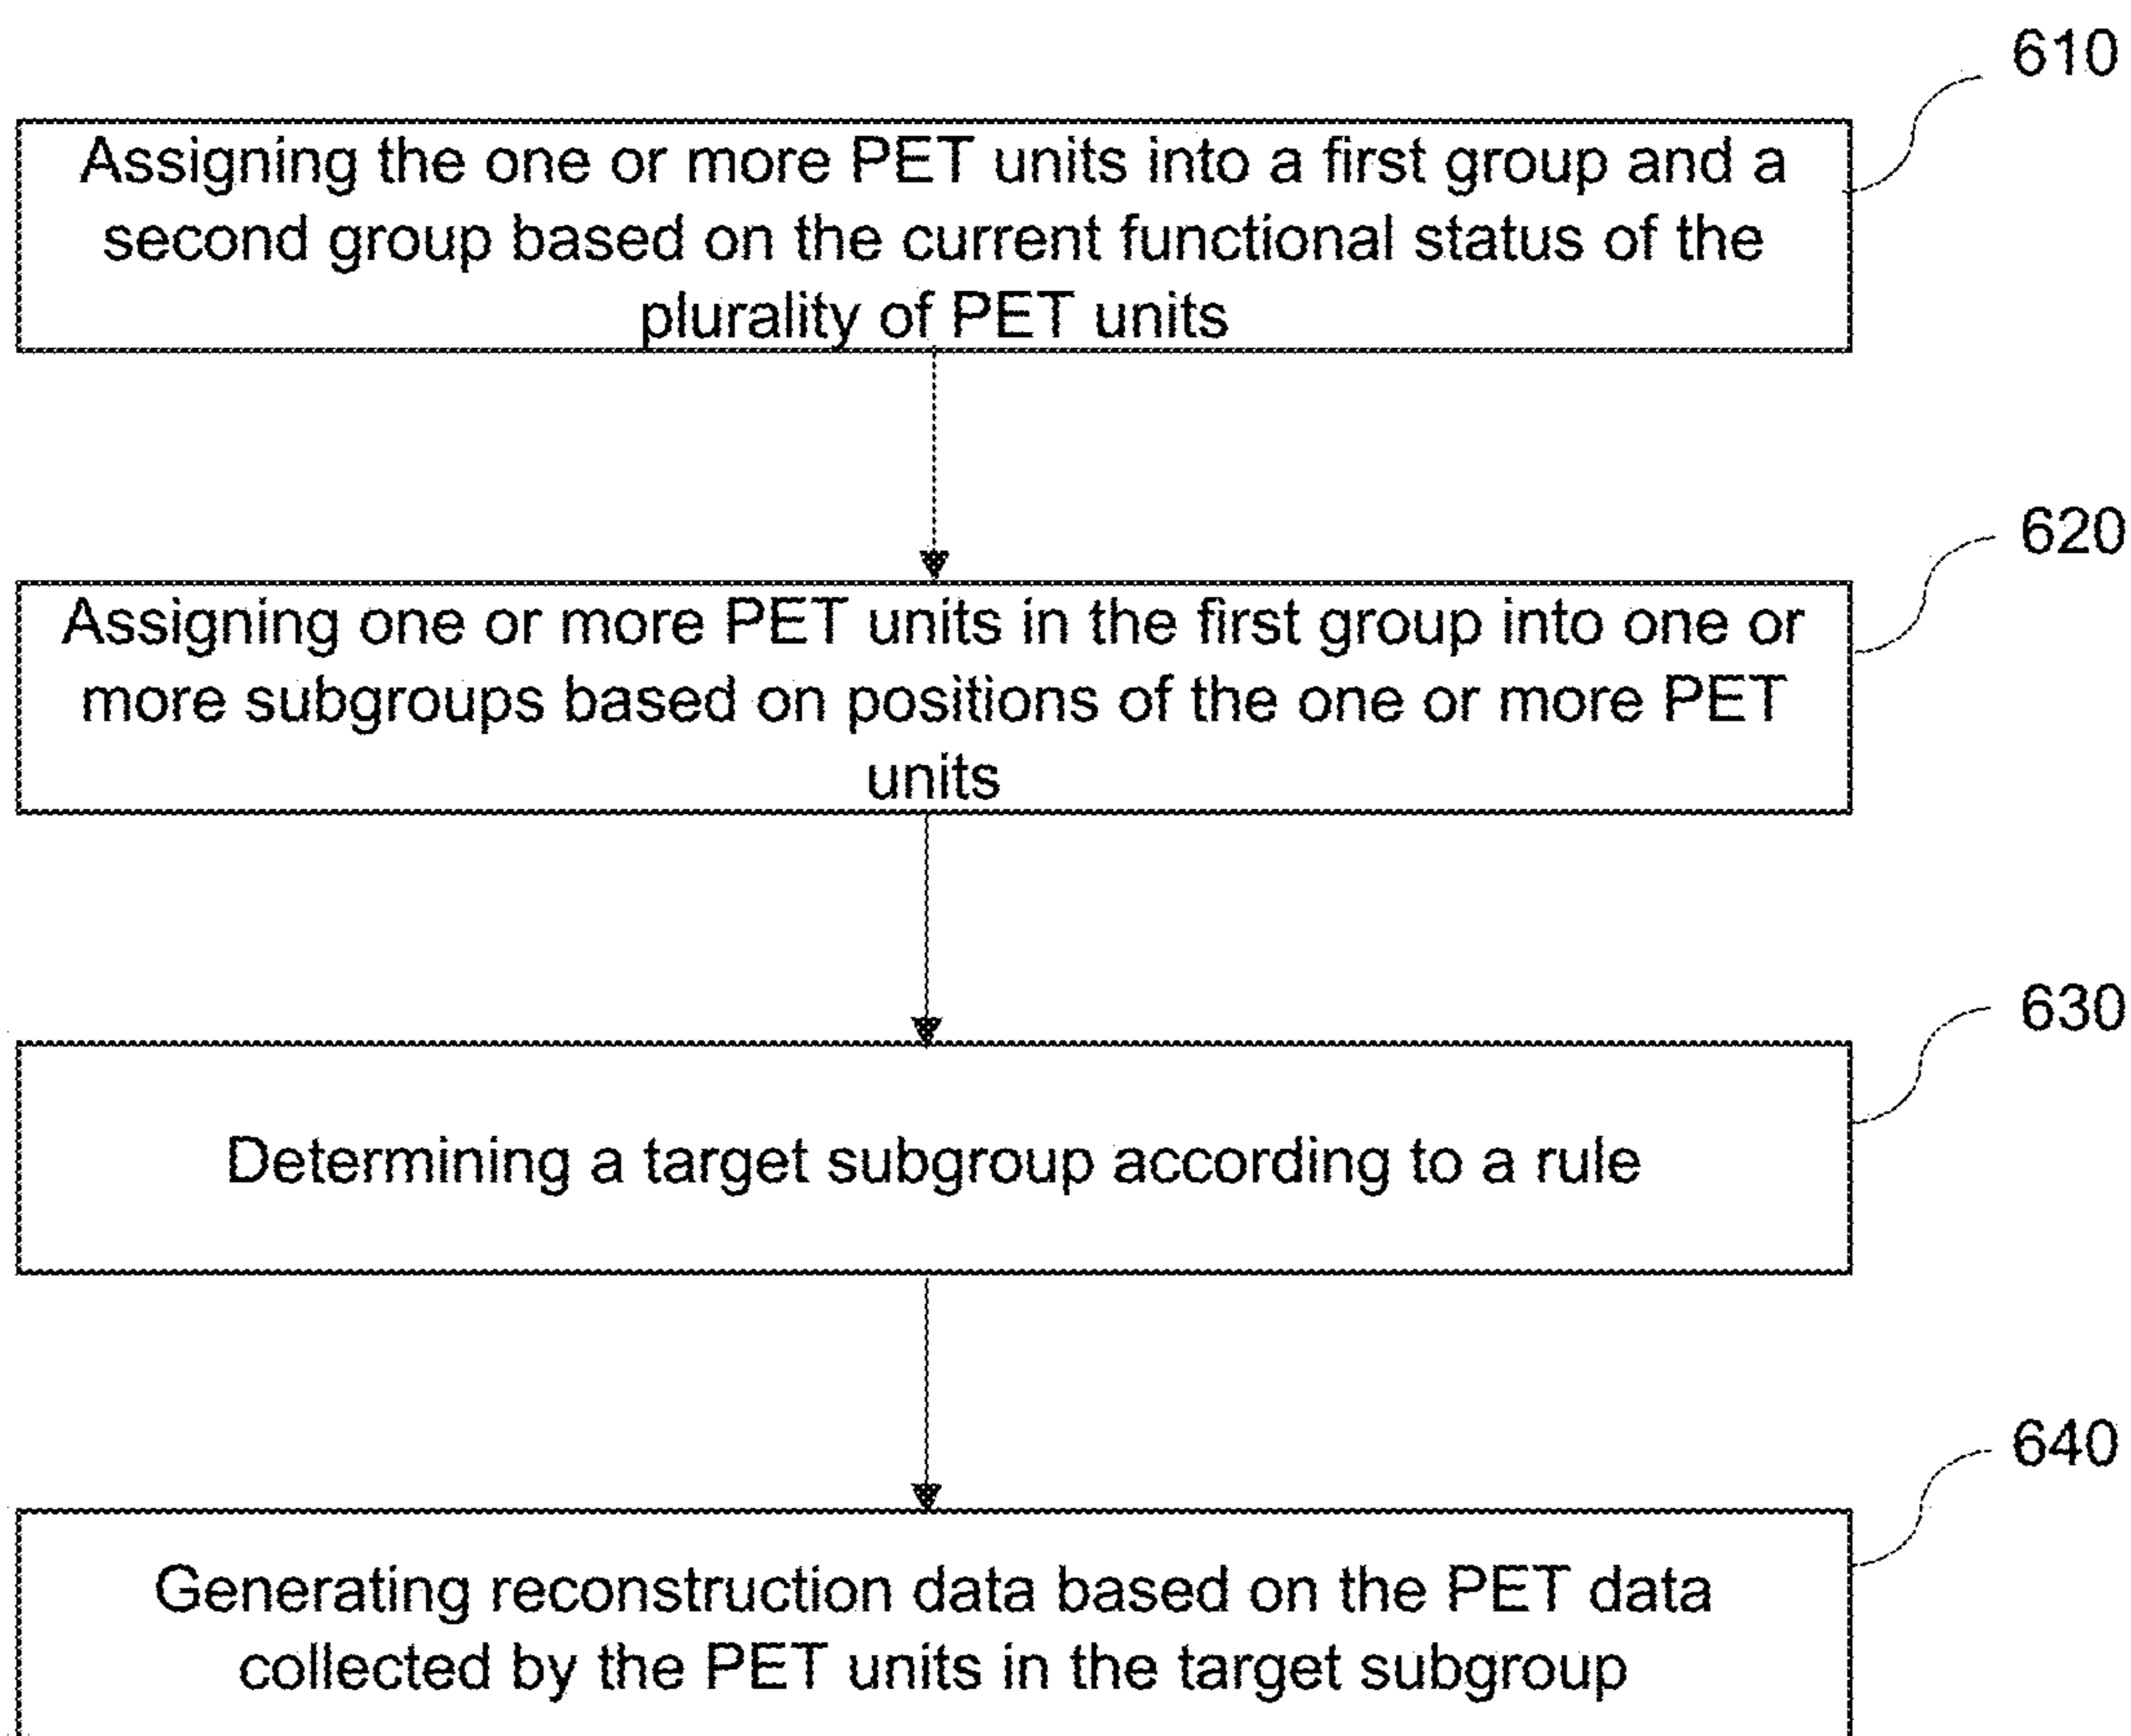 610
Assigning the one or more PET units into a first group and a
second group based on the current functional status of the
plurality of PET units
620
Assigning one or more PET units in the first group into one or
more subgroups based on positions of the one or more PET
units
630
Determining a target subgroup according to a rule
640
Generating reconstruction data based on the PET data
collected by the PET units in the target subgroup